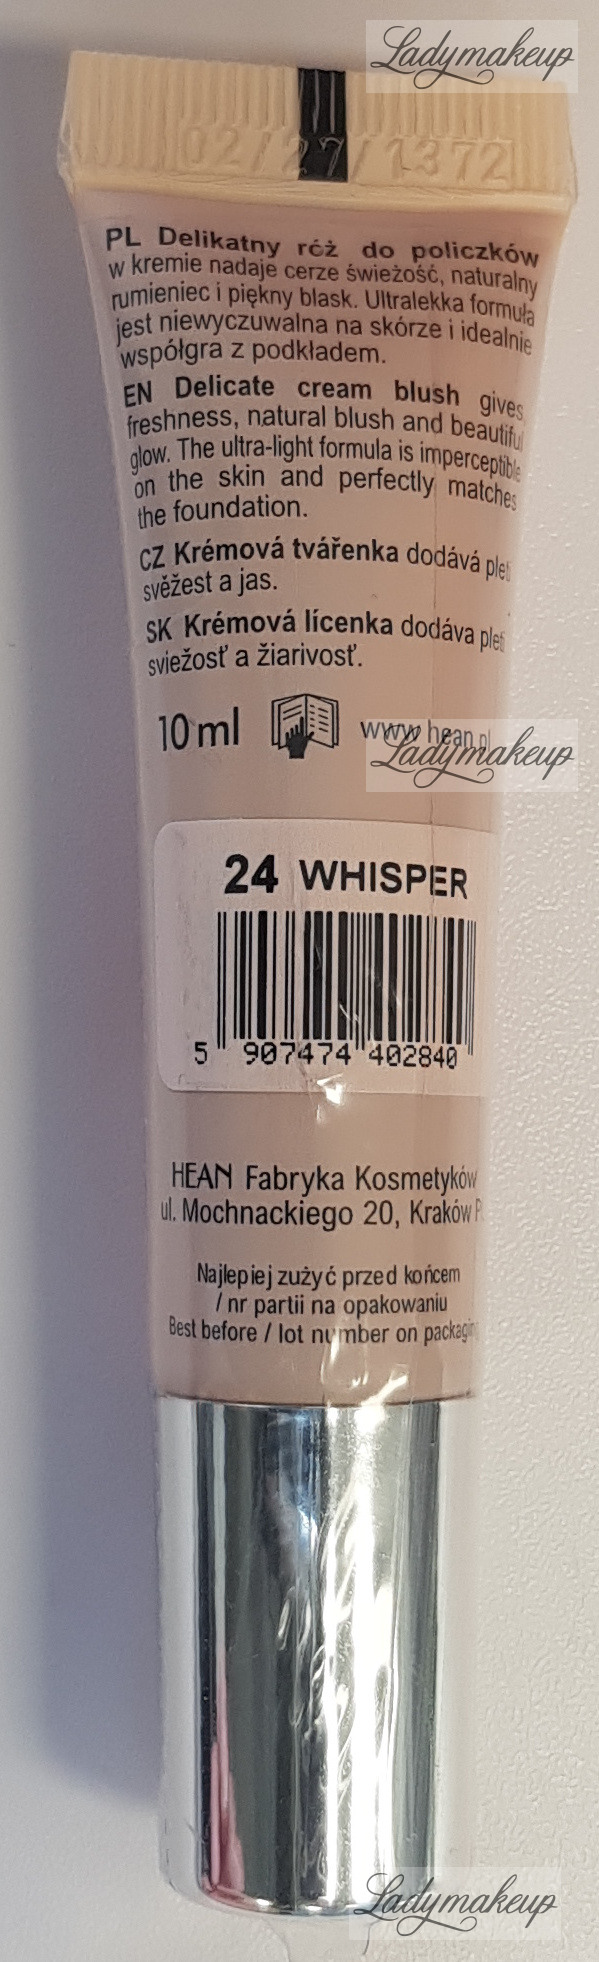 Ladymakeup
02/27/1372
PL Delikatny róż do policzków
w kremie nadaje cerze świeżość, naturalny
rumieniec i piękny blask. Ultralekka formuła
jest niewyczuwalna na skórze i idealnie
współgra z podkładem.
EN Delicate cream blush gives
freshness, natural blush and beautiful
glow. The ultra-light formula is imperceptible
on the skin and perfectly matches
the foundation.
CZ Krémová tvářenka dodává pleti
svěžest a jas.
SK Krémová lícenka dodáva pleti
sviežosť a žiarivosť.
10 ml www.hean.pl
Ladymakeup
24 WHISPER
5 907474 402840
HEAN Fabryka Kosmetyków
ul. Mochnackiego 20, Kraków
Najlepiej zużyć przed końcem
/ nr partii na opakowaniu
Best before / lot number on packaging
Ladymakeup